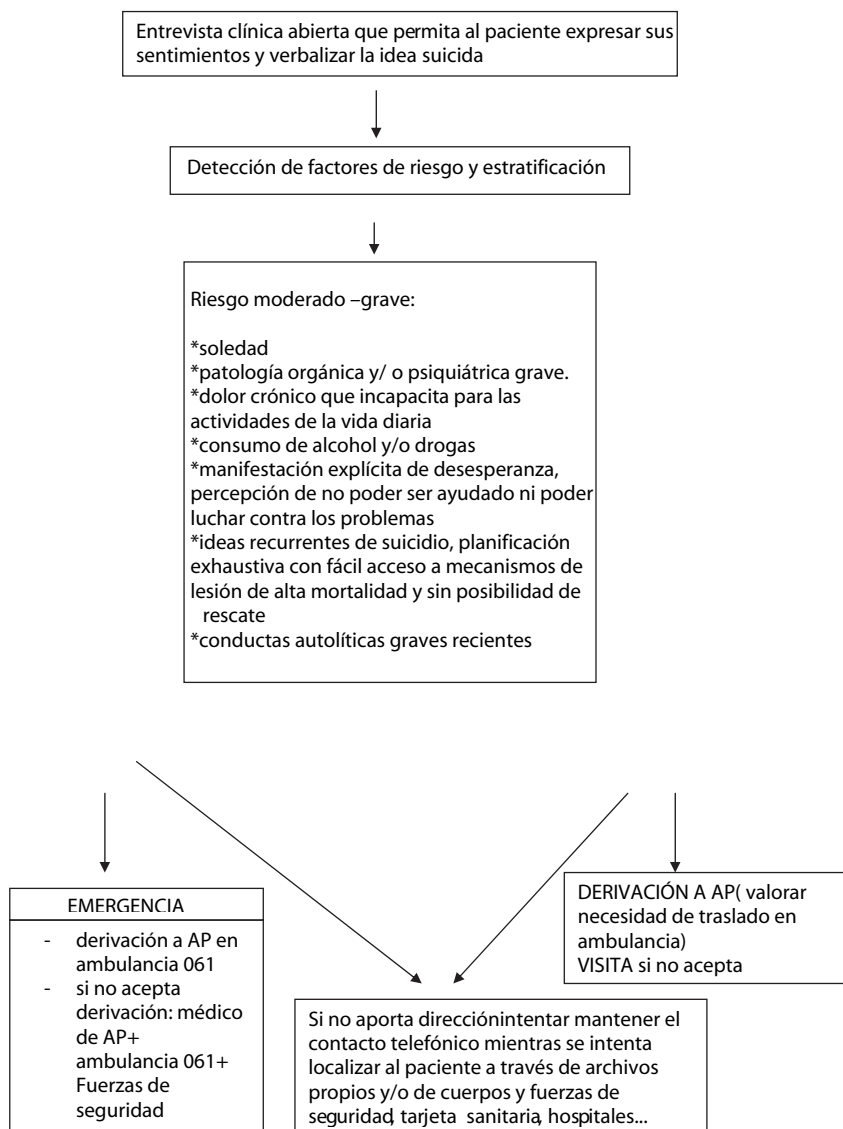 Entrevista clínica abierta que permita al paciente expresar sus
sentimientos y verbalizar la idea suicida
Detección de factores de riesgo y estratificación
Riesgo moderado –grave:
*soledad
*patología orgánica y/ o psiquiátrica grave.
*dolor crónico que incapacita para las
actividades de la vida diaria
*consumo de alcohol y/o drogas
*manifestación explícita de desesperanza,
percepción de no poder ser ayudado ni poder
luchar contra los problemas
*ideas recurrentes de suicidio, planificación
exhaustiva con fácil acceso a mecanismos de
lesión de alta mortalidad y sin posibilidad de
rescate
*conductas autolíticas graves recientes
EMERGENCIA
- derivación a AP en
ambulancia 061
- si no acepta
derivación: médico
de AP+
ambulancia 061+
Fuerzas de
seguridad
Si no aporta direcciónintentar mantener el
contacto telefónico mientras se intenta
localizar al paciente a través de archivos
propios y/o de cuerpos y fuerzas de
seguridad, tarjeta sanitaria, hospitales...
DERIVACIÓN A AP( valorar
necesidad de traslado en
ambulancia)
VISITA si no acepta